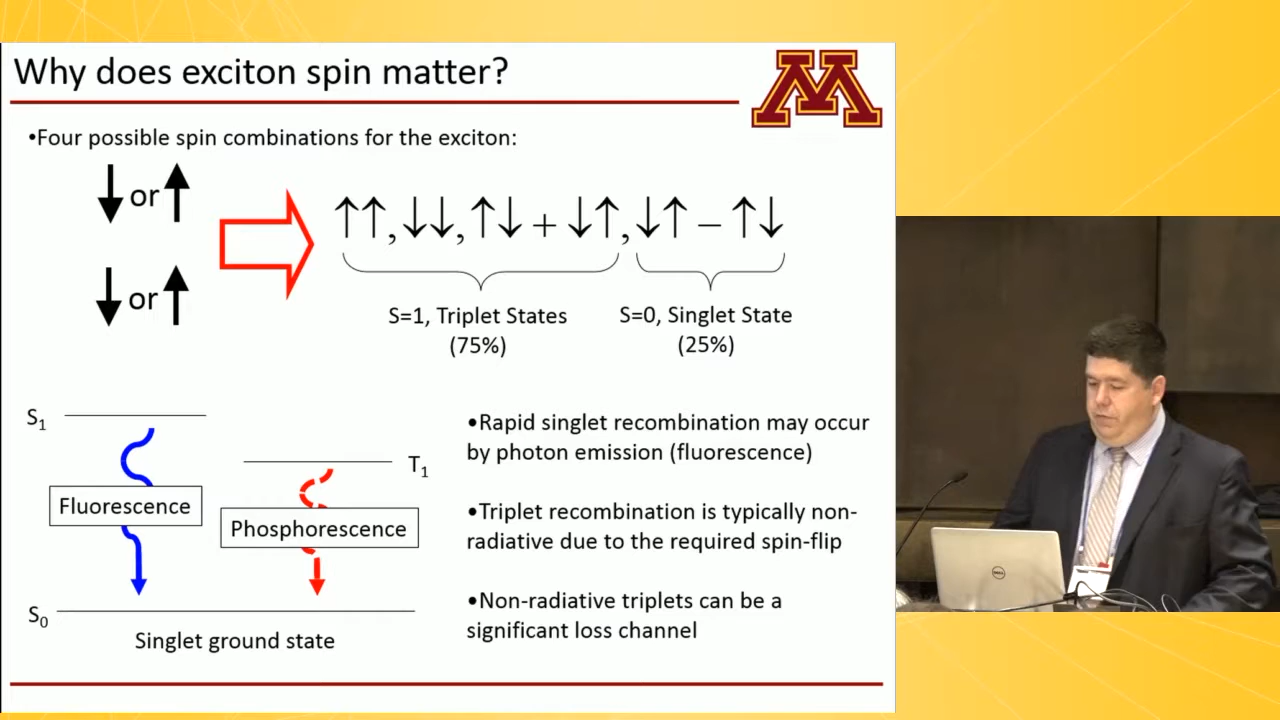 Why does exciton spin matter?
M
•Four possible spin combinations for the exciton:
↓ or ↑
↓ or ↑
↑↑,↓↓,↑↓ + ↓↑,↓↑ − ↑↓
S=1, Triplet States
(75%)
S=0, Singlet State
(25%)
S₁
T₁
Fluorescence
Phosphorescence
S₀
Singlet ground state
•Rapid singlet recombination may occur
by photon emission (fluorescence)
•Triplet recombination is typically non-
radiative due to the required spin-flip
•Non-radiative triplets can be a
significant loss channel
DELL